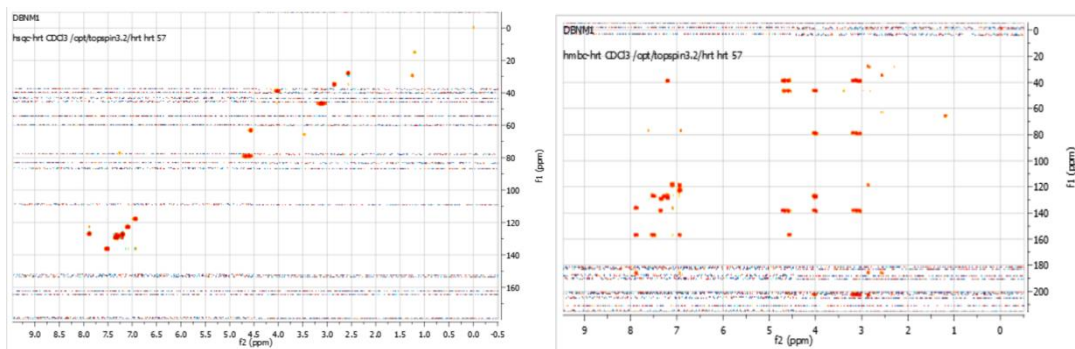 DBNM1
hsqc-hrt CDCl3 /opt/topspin3.2/hrt hrt 57
0
20
40
60
80
100
120
140
160
f1 (ppm)
9.0 8.5 8.0 7.5 7.0 6.5 6.0 5.5 5.0 4.5 4.0 3.5 3.0 2.5 2.0 1.5 1.0 0.5 0.0 -0.5
f2 (ppm)
DBNM1
hmbc-hrt CDCl3 /opt/topspin3.2/hrt hrt 57
0
20
40
60
80
100
120
140
160
180
200
f1 (ppm)
9 8 7 6 5 4 3 2 1 0
f2 (ppm)